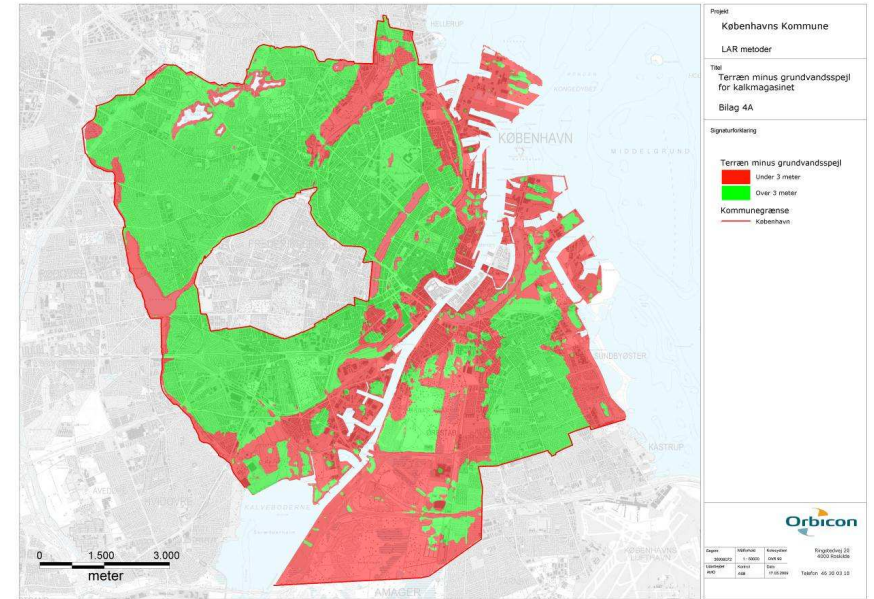 HELLERUP
KØBENHAVN
MIDDELGRUND
SUNDBYØSTER
KASTRUP
KALLEBODERNE
KØBENHAVNS
AMAGER
0 1.500 3.000
meter
Projekt
Københavns Kommune
LAR metoder
Titel
Terræn minus grundvandsspejl
for kalkmagasinet
Bilag 4A
Signaturforklaring
Terræn minus grundvandsspejl
Under 3 meter
Over 3 meter
Kommunegrænse
København
Orbicon
Ringstedvej 20
4000 Roskilde
Telefon 46 30 03 10